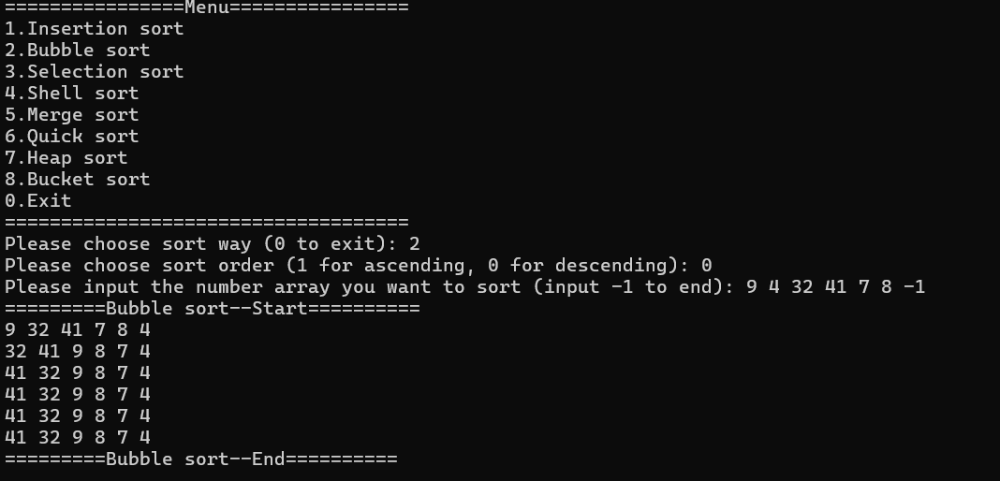 ================Menu================
1.Insertion sort
2.Bubble sort
3.Selection sort
4.Shell sort
5.Merge sort
6.Quick sort
7.Heap sort
8.Bucket sort
0.Exit
====================================
Please choose sort way (0 to exit): 2
Please choose sort order (1 for ascending, 0 for descending): 0
Please input the number array you want to sort (input -1 to end): 9 4 32 41 7 8 -1
=========Bubble sort--Start==========
9 32 41 7 8 4
32 41 9 8 7 4
41 32 9 8 7 4
41 32 9 8 7 4
41 32 9 8 7 4
41 32 9 8 7 4
=========Bubble sort--End==========